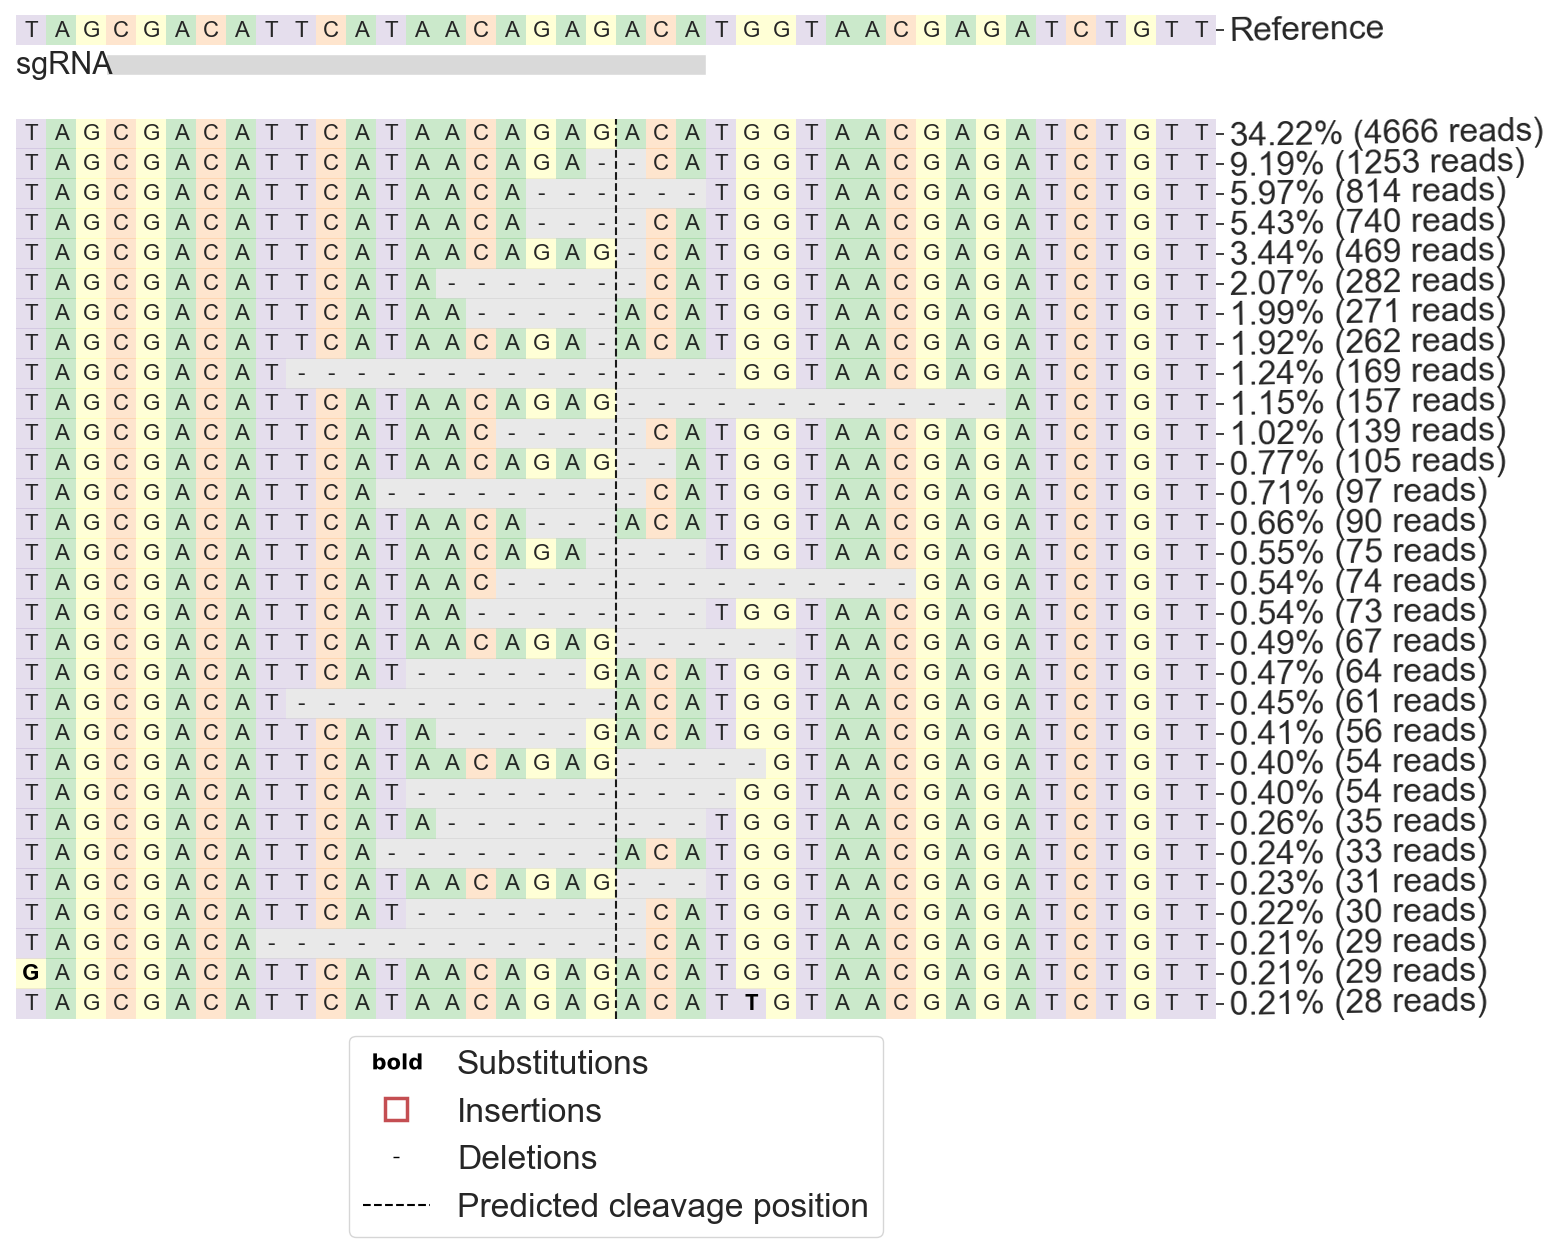 T A G C G A C A T T C A T A A C A G A G A C A T G G T A A C G A G A T C T G T T Reference
sgRNA
T A G C G A C A T T C A T A A C A G A G A C A T G G T A A C G A G A T C T G T T 34.22% (4666 reads)
T A G C G A C A T T C A T A A C A G A - - C A T G G T A A C G A G A T C T G T T 9.19% (1253 reads)
T A G C G A C A T T C A T A A C A - - - - - - T G G T A A C G A G A T C T G T T 5.97% (814 reads)
T A G C G A C A T T C A T A A C A - - - - C A T G G T A A C G A G A T C T G T T 5.43% (740 reads)
T A G C G A C A T T C A T A A C A G A G - C A T G G T A A C G A G A T C T G T T 3.44% (469 reads)
T A G C G A C A T T C A T A - - - - - - - C A T G G T A A C G A G A T C T G T T 2.07% (282 reads)
T A G C G A C A T T C A T A A - - - - - A C A T G G T A A C G A G A T C T G T T 1.99% (271 reads)
T A G C G A C A T T C A T A A C A G A - A C A T G G T A A C G A G A T C T G T T 1.92% (262 reads)
T A G C G A C A T - - - - - - - - - - - - - - - G G T A A C G A G A T C T G T T 1.24% (169 reads)
T A G C G A C A T T C A T A A C A G A G - - - - - - - - - - - - - A T C T G T T 1.15% (157 reads)
T A G C G A C A T T C A T A A C - - - - - C A T G G T A A C G A G A T C T G T T 1.02% (139 reads)
T A G C G A C A T T C A T A A C A G A G - - A T G G T A A C G A G A T C T G T T 0.77% (105 reads)
T A G C G A C A T T C A - - - - - - - - - C A T G G T A A C G A G A T C T G T T 0.71% (97 reads)
T A G C G A C A T T C A T A A C A - - - A C A T G G T A A C G A G A T C T G T T 0.66% (90 reads)
T A G C G A C A T T C A T A A C A G A - - - - T G G T A A C G A G A T C T G T T 0.55% (75 reads)
T A G C G A C A T T C A T A A C - - - - - - - - - - - - - - G A G A T C T G T T 0.54% (74 reads)
T A G C G A C A T T C A T A A - - - - - - - - T G G T A A C G A G A T C T G T T 0.54% (73 reads)
T A G C G A C A T T C A T A A C A G A G - - - - - - T A A C G A G A T C T G T T 0.49% (67 reads)
T A G C G A C A T T C A T - - - - - - G A C A T G G T A A C G A G A T C T G T T 0.47% (64 reads)
T A G C G A C A T - - - - - - - - - - - A C A T G G T A A C G A G A T C T G T T 0.45% (61 reads)
T A G C G A C A T T C A T A - - - - - G A C A T G G T A A C G A G A T C T G T T 0.41% (56 reads)
T A G C G A C A T T C A T A A C A G A G - - - - - G T A A C G A G A T C T G T T 0.40% (54 reads)
T A G C G A C A T T C A T - - - - - - - - - - - G G T A A C G A G A T C T G T T 0.40% (54 reads)
T A G C G A C A T T C A T A - - - - - - - - - T G G T A A C G A G A T C T G T T 0.26% (35 reads)
T A G C G A C A T T C A - - - - - - - - A C A T G G T A A C G A G A T C T G T T 0.24% (33 reads)
T A G C G A C A T T C A T A A C A G A G - - - T G G T A A C G A G A T C T G T T 0.23% (31 reads)
T A G C G A C A T T C A T - - - - - - - - C A T G G T A A C G A G A T C T G T T 0.22% (30 reads)
T A G C G A C A - - - - - - - - - - - - - C A T G G T A A C G A G A T C T G T T 0.21% (29 reads)
G A G C G A C A T T C A T A A C A G A G A C A T G G T A A C G A G A T C T G T T 0.21% (29 reads)
T A G C G A C A T T C A T A A C A G A G A C A T T G T A A C G A G A T C T G T T 0.21% (28 reads)
bold Substitutions
Insertions
- Deletions
Predicted cleavage position